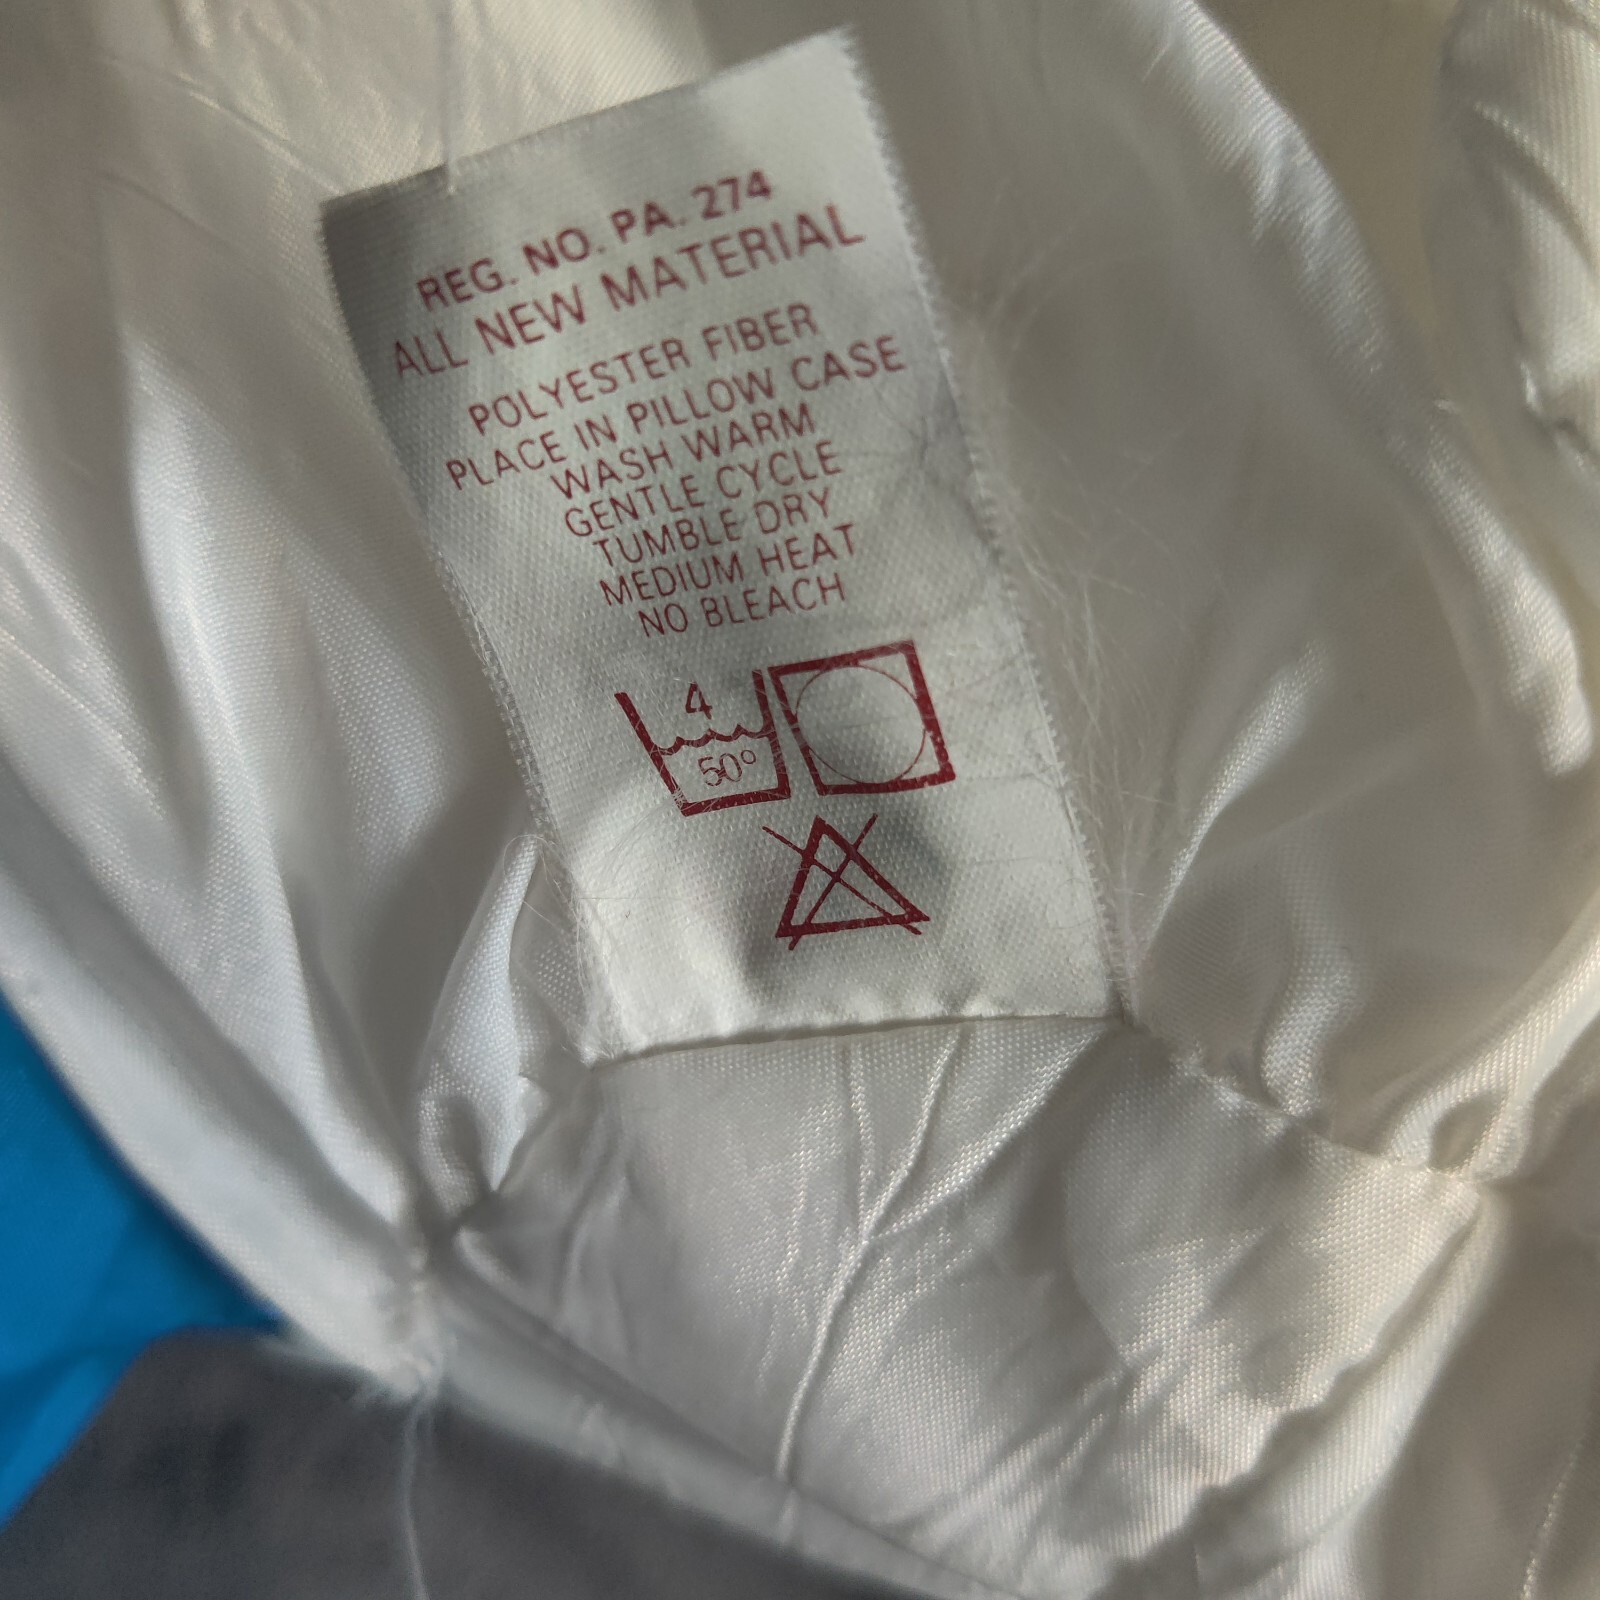 REG. NO. PA. 274
ALL NEW MATERIAL
POLYESTER FIBER
PLACE IN PILLOW CASE
WASH WARM
GENTLE CYCLE
TUMBLE DRY
MEDIUM HEAT
NO BLEACH
4
50°